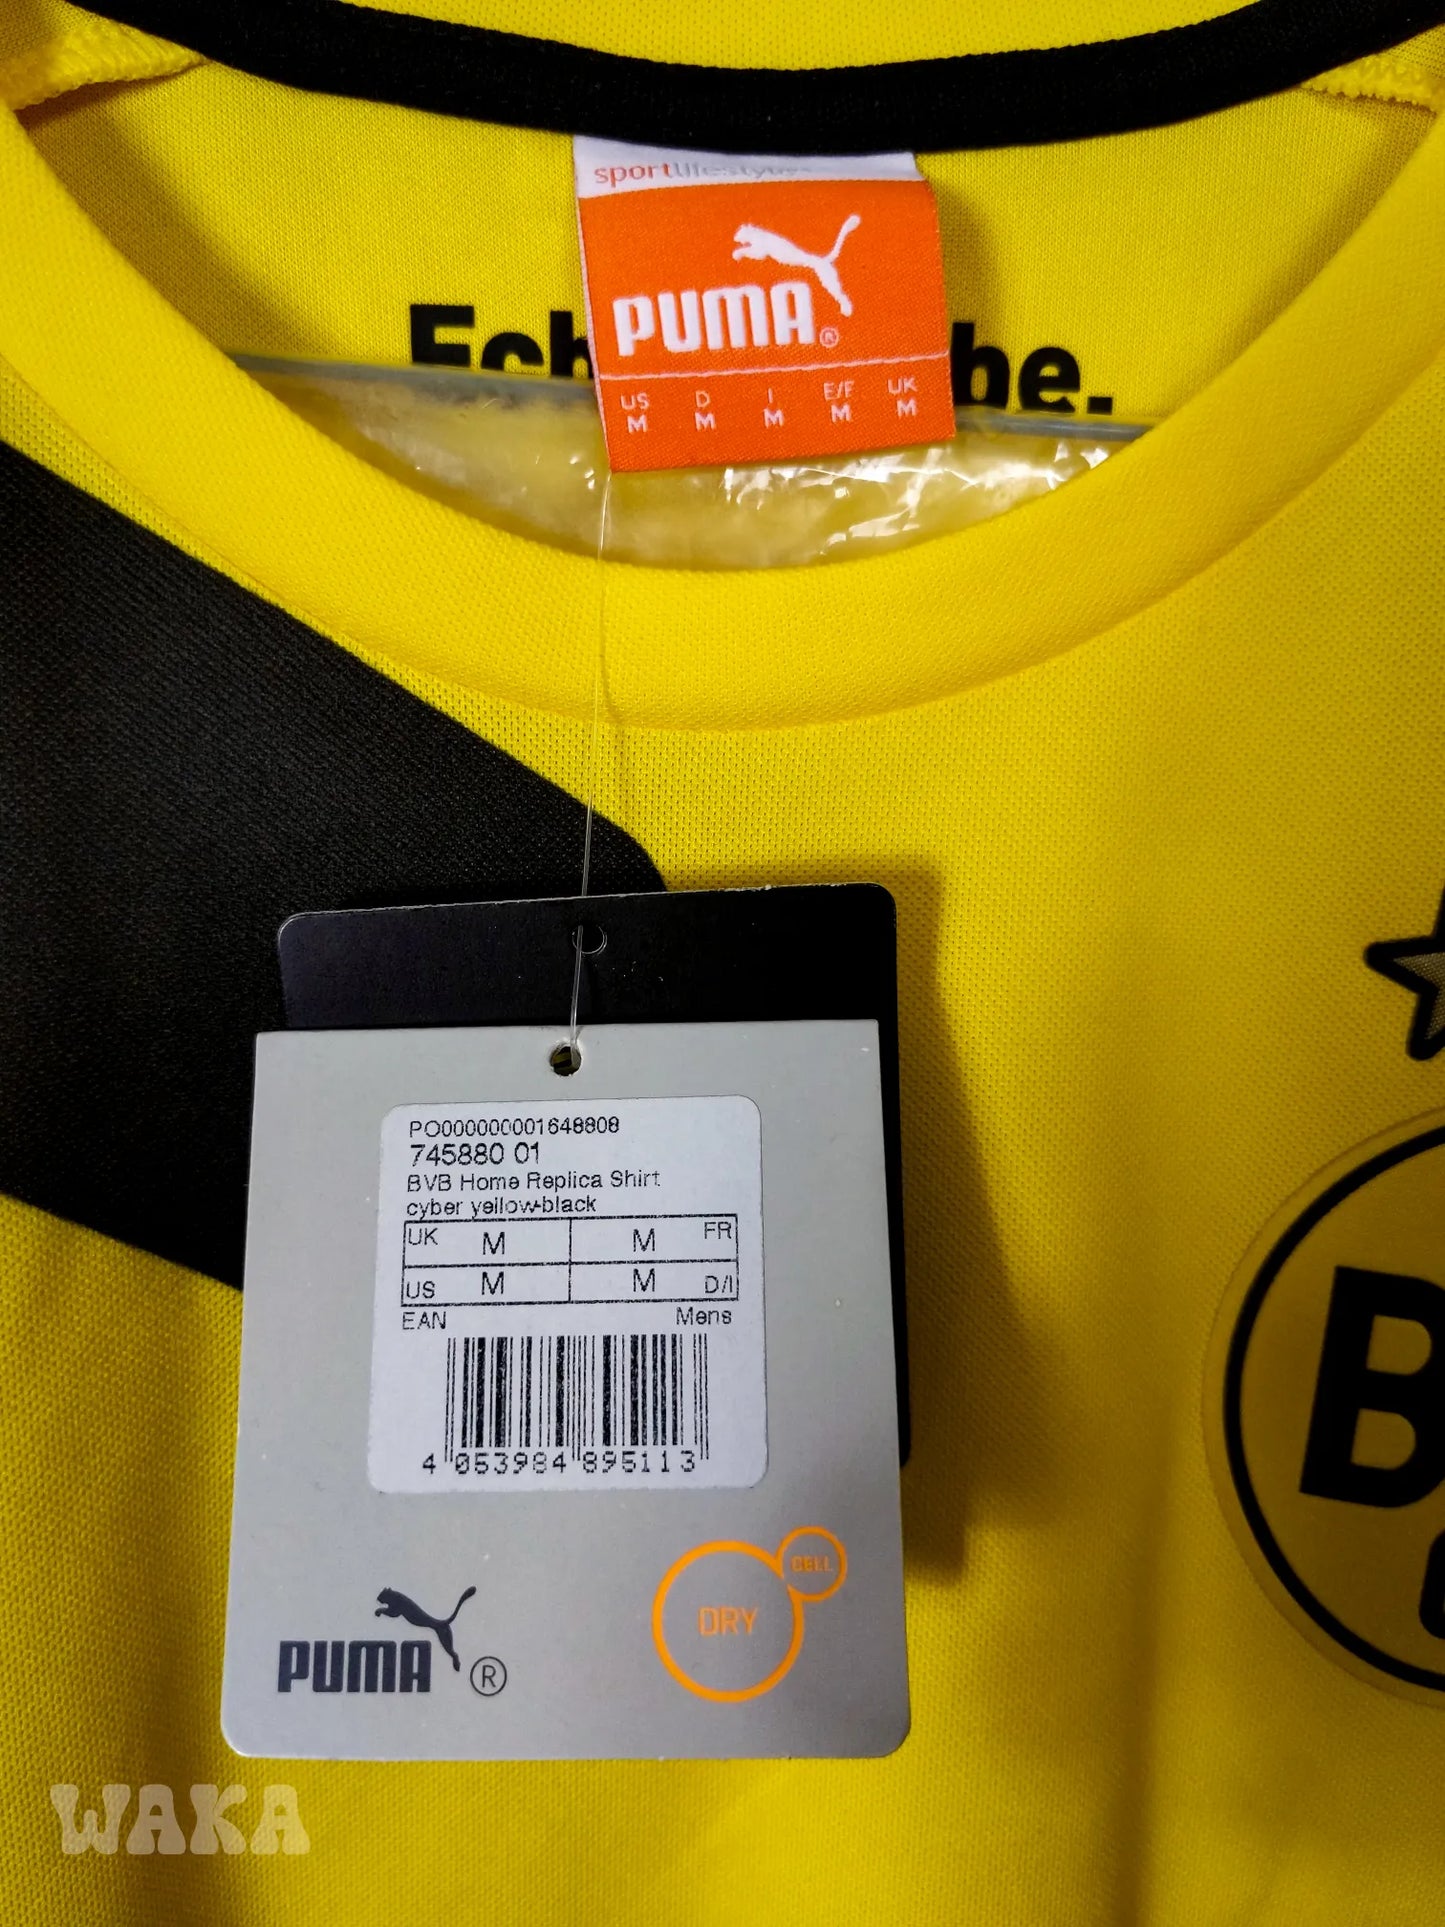 sportlifestyle
PUMA®
US D I E/F UK
M M M M M
be.
PO000000001648808
745880 01
BVB Home Replica Shirt
cyber yellow-black
UK M M FR
US M M D/I
EAN Mens
4 053984 895113
DRY CELL
PUMA ®
B
WAKA